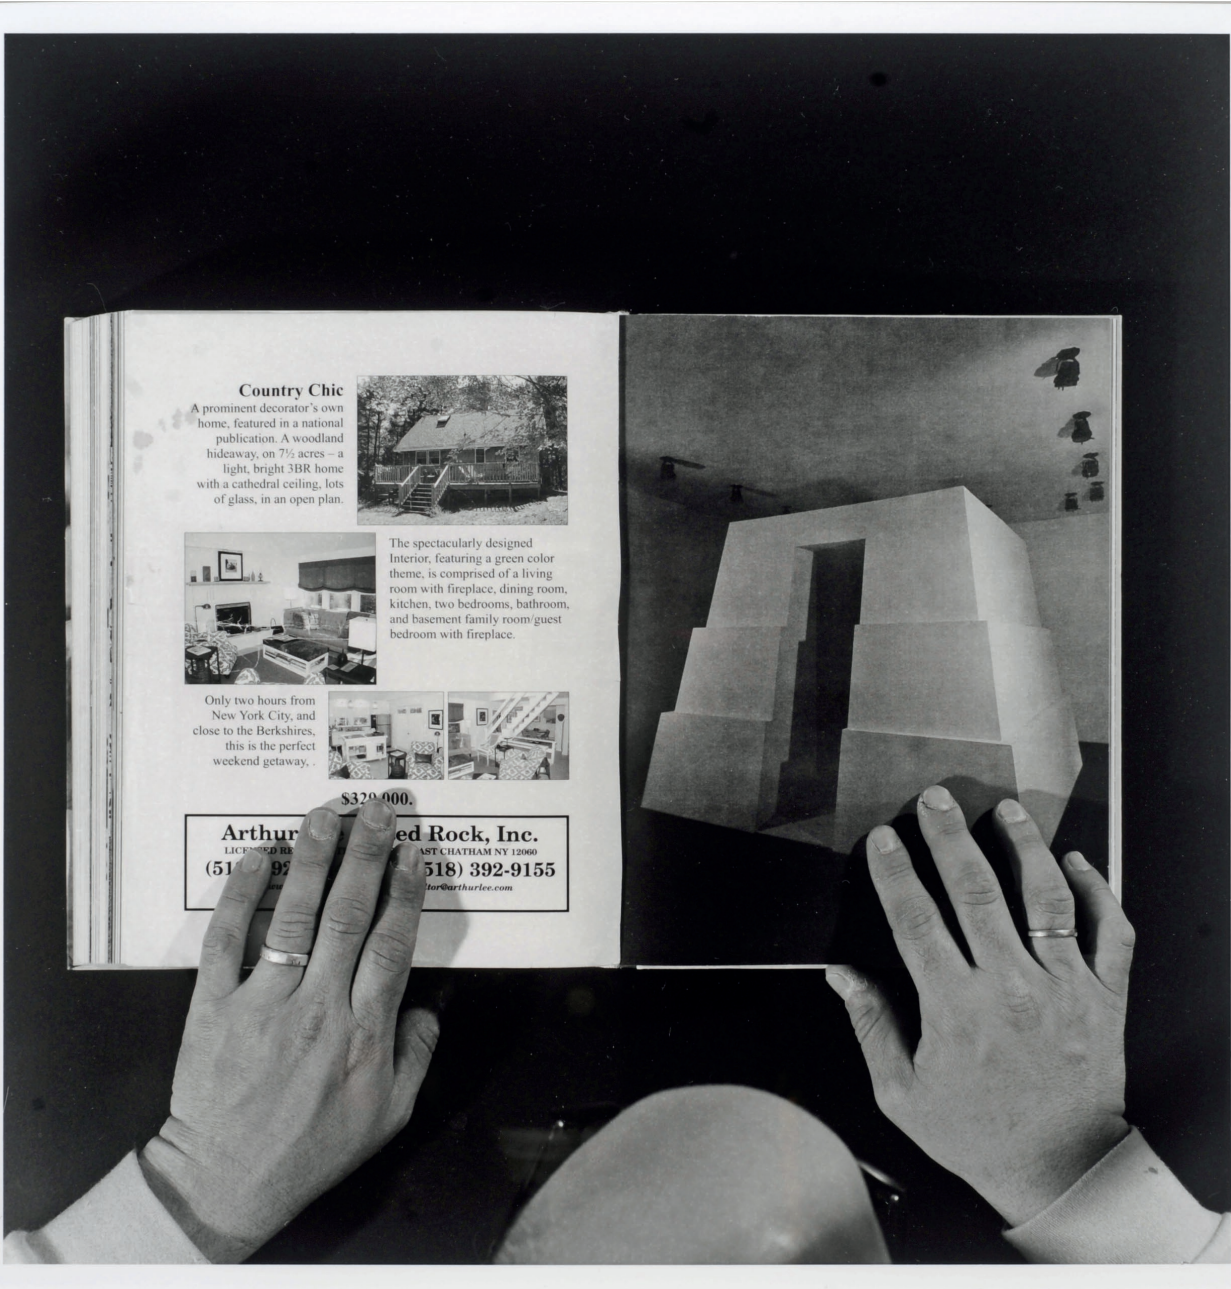 Country Chic
A prominent decorator's own
home, featured in a national
publication. A woodland
hideaway, on 7½ acres – a
light, bright 3BR home
with a cathedral ceiling, lots
of glass, in an open plan.
The spectacularly designed
Interior, featuring a green color
theme, is comprised of a living
room with fireplace, dining room,
kitchen, two bedrooms, bathroom,
and basement family room/guest
bedroom with fireplace.
Only two hours from
New York City, and
close to the Berkshires,
this is the perfect
weekend getaway, .
$329,000.
Arthur Rock, Inc.
CHATHAM NY 12060
518) 392-9155
@arthurlee.com